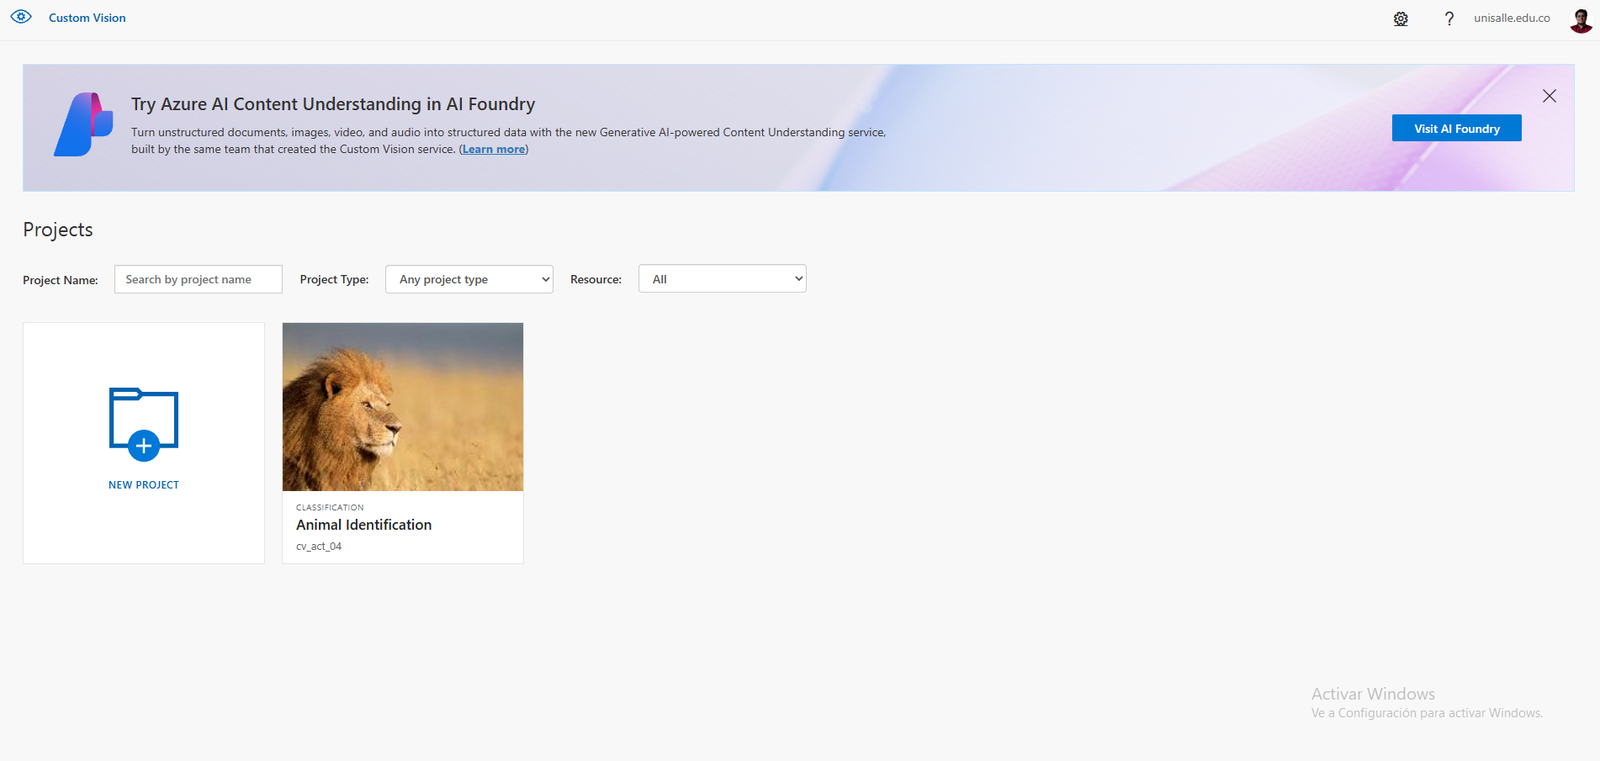 Custom Vision
? unisalle.edu.co
Try Azure AI Content Understanding in AI Foundry
Turn unstructured documents, images, video, and audio into structured data with the new Generative AI-powered Content Understanding service,
built by the same team that created the Custom Vision service. (Learn more)
Visit AI Foundry
Projects
Project Name: Search by project name Project Type: Any project type Resource: All
NEW PROJECT
CLASSIFICATION
Animal Identification
cv_act_04
Activar Windows
Ve a Configuración para activar Windows.